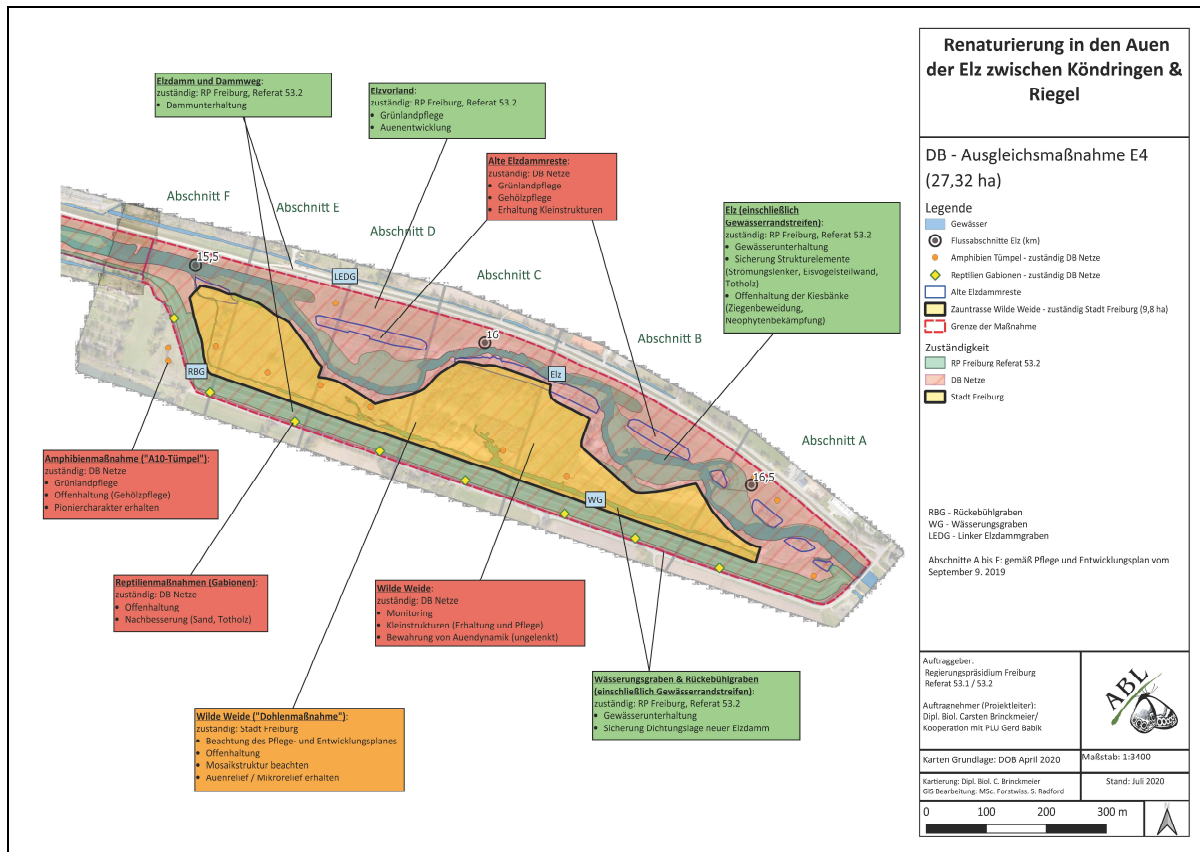 Renaturierung in den Auen
der Elz zwischen Köndringen &
Riegel
DB - Ausgleichsmaßnahme E4
(27,32 ha)
Legende
Gewässer
Flussabschnitte Elz (km)
Amphibien Tümpel - zuständig DB Netze
Reptilien Gabionen - zuständig DB Netze
Alte Elzdammreste
Zauntrasse Wilde Weide - zuständig Stadt Freiburg (9,8 ha)
Grenze der Maßnahme
Zuständigkeit
RP Freiburg Referat 53.2
DB Netze
Stadt Freiburg
RBG - Rückebühlgraben
WG - Wässerungsgraben
LEDG - Linker Elzdammgraben
Abschnitte A bis F: gemäß Pflege und Entwicklungsplan vom
September 9. 2019
Auftraggeber:
Regierungspräsidium Freiburg
Referat 53.1 / 53.2
Auftragnehmer (Projektleiter):
Dipl. Biol. Carsten Brinckmeier/
Kooperation mit PLU Gerd Babik
ABL
Karten Grundlage: DOB April 2020
Maßstab: 1:3400
Kartierung: Dipl. Biol. C. Brinckmeier
GIS Bearbeitung: MSc. Forstwiss. S. Radford
Stand: Juli 2020
0 100 200 300 m
N
Elzdamm und Dammweg:
zuständig: RP Freiburg, Referat 53.2
• Dammunterhaltung
Elzvorland:
zuständig: RP Freiburg, Referat 53.2
• Grünlandpflege
• Auenentwicklung
Alte Elzdammreste:
zuständig: DB Netze
• Grünlandpflege
• Gehölzpflege
• Erhaltung Kleinstrukturen
Elz (einschließlich
Gewässerrandstreifen):
zuständig: RP Freiburg, Referat 53.2
• Gewässerunterhaltung
• Sicherung Strukturelemente
(Strömungslenker, Eisvogelsteilwand,
Totholz)
• Offenhaltung der Kiesbänke
(Ziegenbeweidung,
Neophytenbekämpfung)
Abschnitt F
Abschnitt E
Abschnitt D
Abschnitt C
Abschnitt B
Abschnitt A
15,5
LEDG
16
Elz
RBG
16,5
WG
Amphibienmaßnahme ("A10-Tümpel"):
zuständig: DB Netze
• Grünlandpflege
• Offenhaltung (Gehölzpflege)
• Pioniercharakter erhalten
Reptilienmaßnahmen (Gabionen):
zuständig: DB Netze
• Offenhaltung
• Nachbesserung (Sand, Totholz)
Wilde Weide:
zuständig: DB Netze
• Monitoring
• Kleinstrukturen (Erhaltung und Pflege)
• Bewahrung von Auendynamik (ungelenkt)
Wässerungsgraben & Rückebühlgraben
(einschließlich Gewässerrandstreifen):
zuständig: RP Freiburg, Referat 53.2
• Gewässerunterhaltung
• Sicherung Dichtungslage neuer Elzdamm
Wilde Weide ("Dohlenmaßnahme"):
zuständig: Stadt Freiburg
• Beachtung des Pflege- und Entwicklungsplanes
• Offenhaltung
• Mosaikstruktur beachten
• Auenrelief / Mikrorelief erhalten